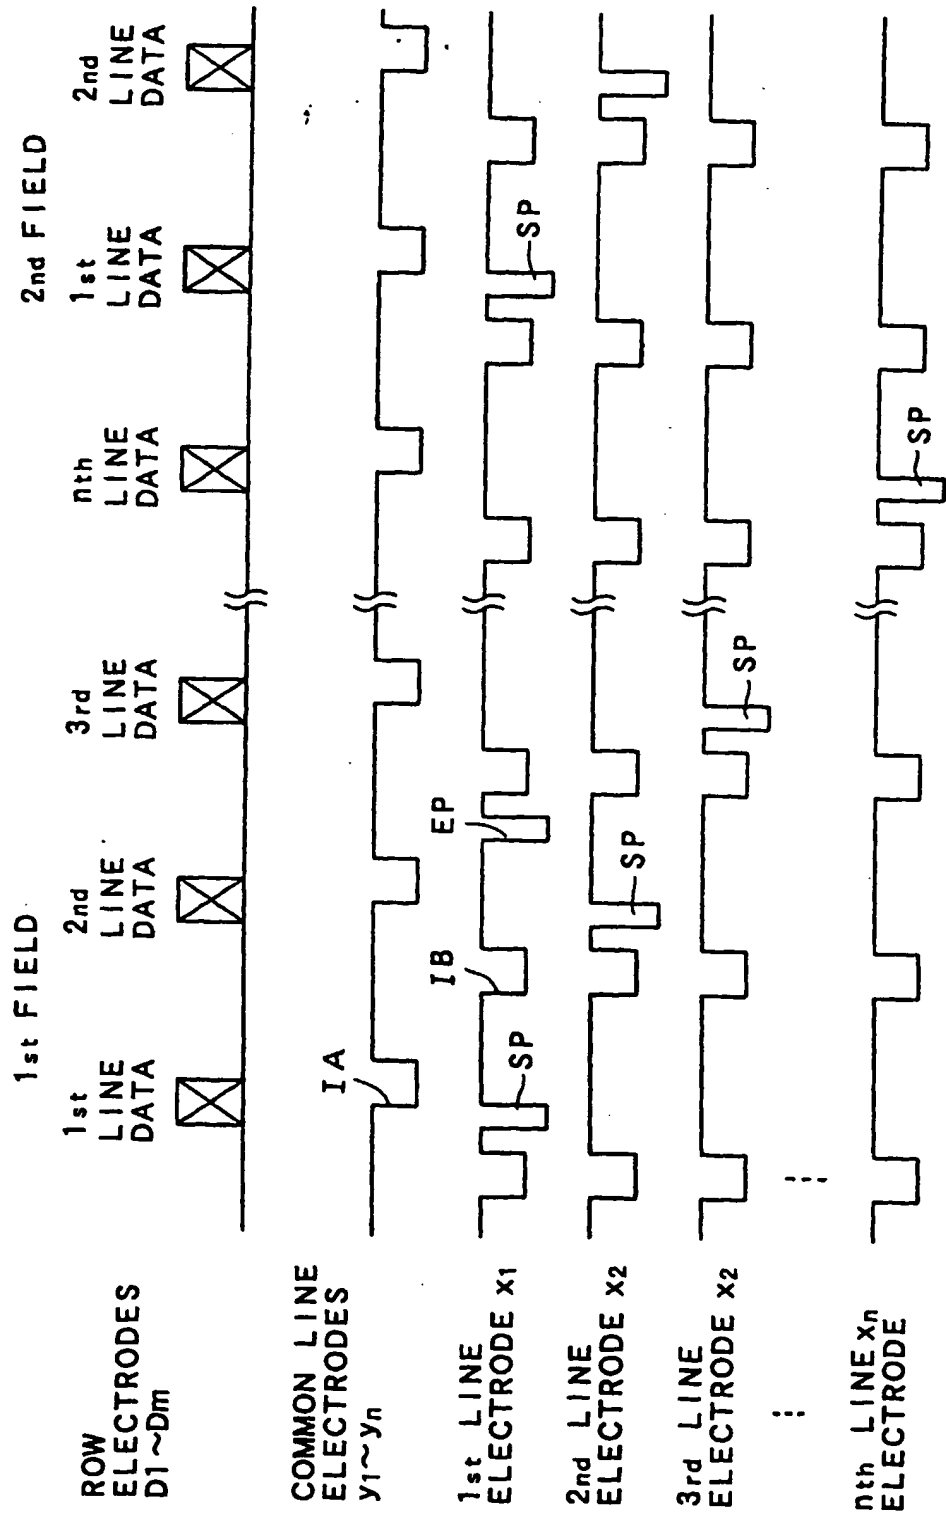 1st FIELD
2nd FIELD
1st
LINE
DATA
2nd
LINE
DATA
3rd
LINE
DATA
nth
LINE
DATA
1st
LINE
DATA
2nd
LINE
DATA
ROW
ELECTRODES
D1~Dm
COMMON LINE
ELECTRODES
y1~yn
IA
1st LINE
ELECTRODE x1
SP
IB
EP
SP
2nd LINE
ELECTRODE x2
SP
3rd LINE
ELECTRODE x2
SP
nth LINE xn
ELECTRODE
SP